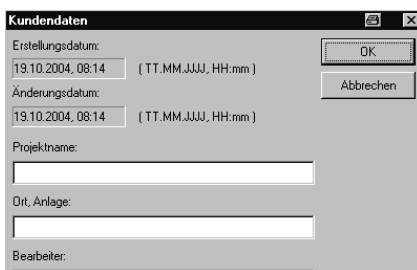 Kundendaten
Erstellungsdatum:
OK
19.10.2004, 08:14 ( TT.MM.JJJJ, HH:mm )
Abbrechen
Änderungsdatum:
19.10.2004, 08:14 ( TT.MM.JJJJ, HH:mm )
Projektname:
Ort, Anlage:
Bearbeiter: